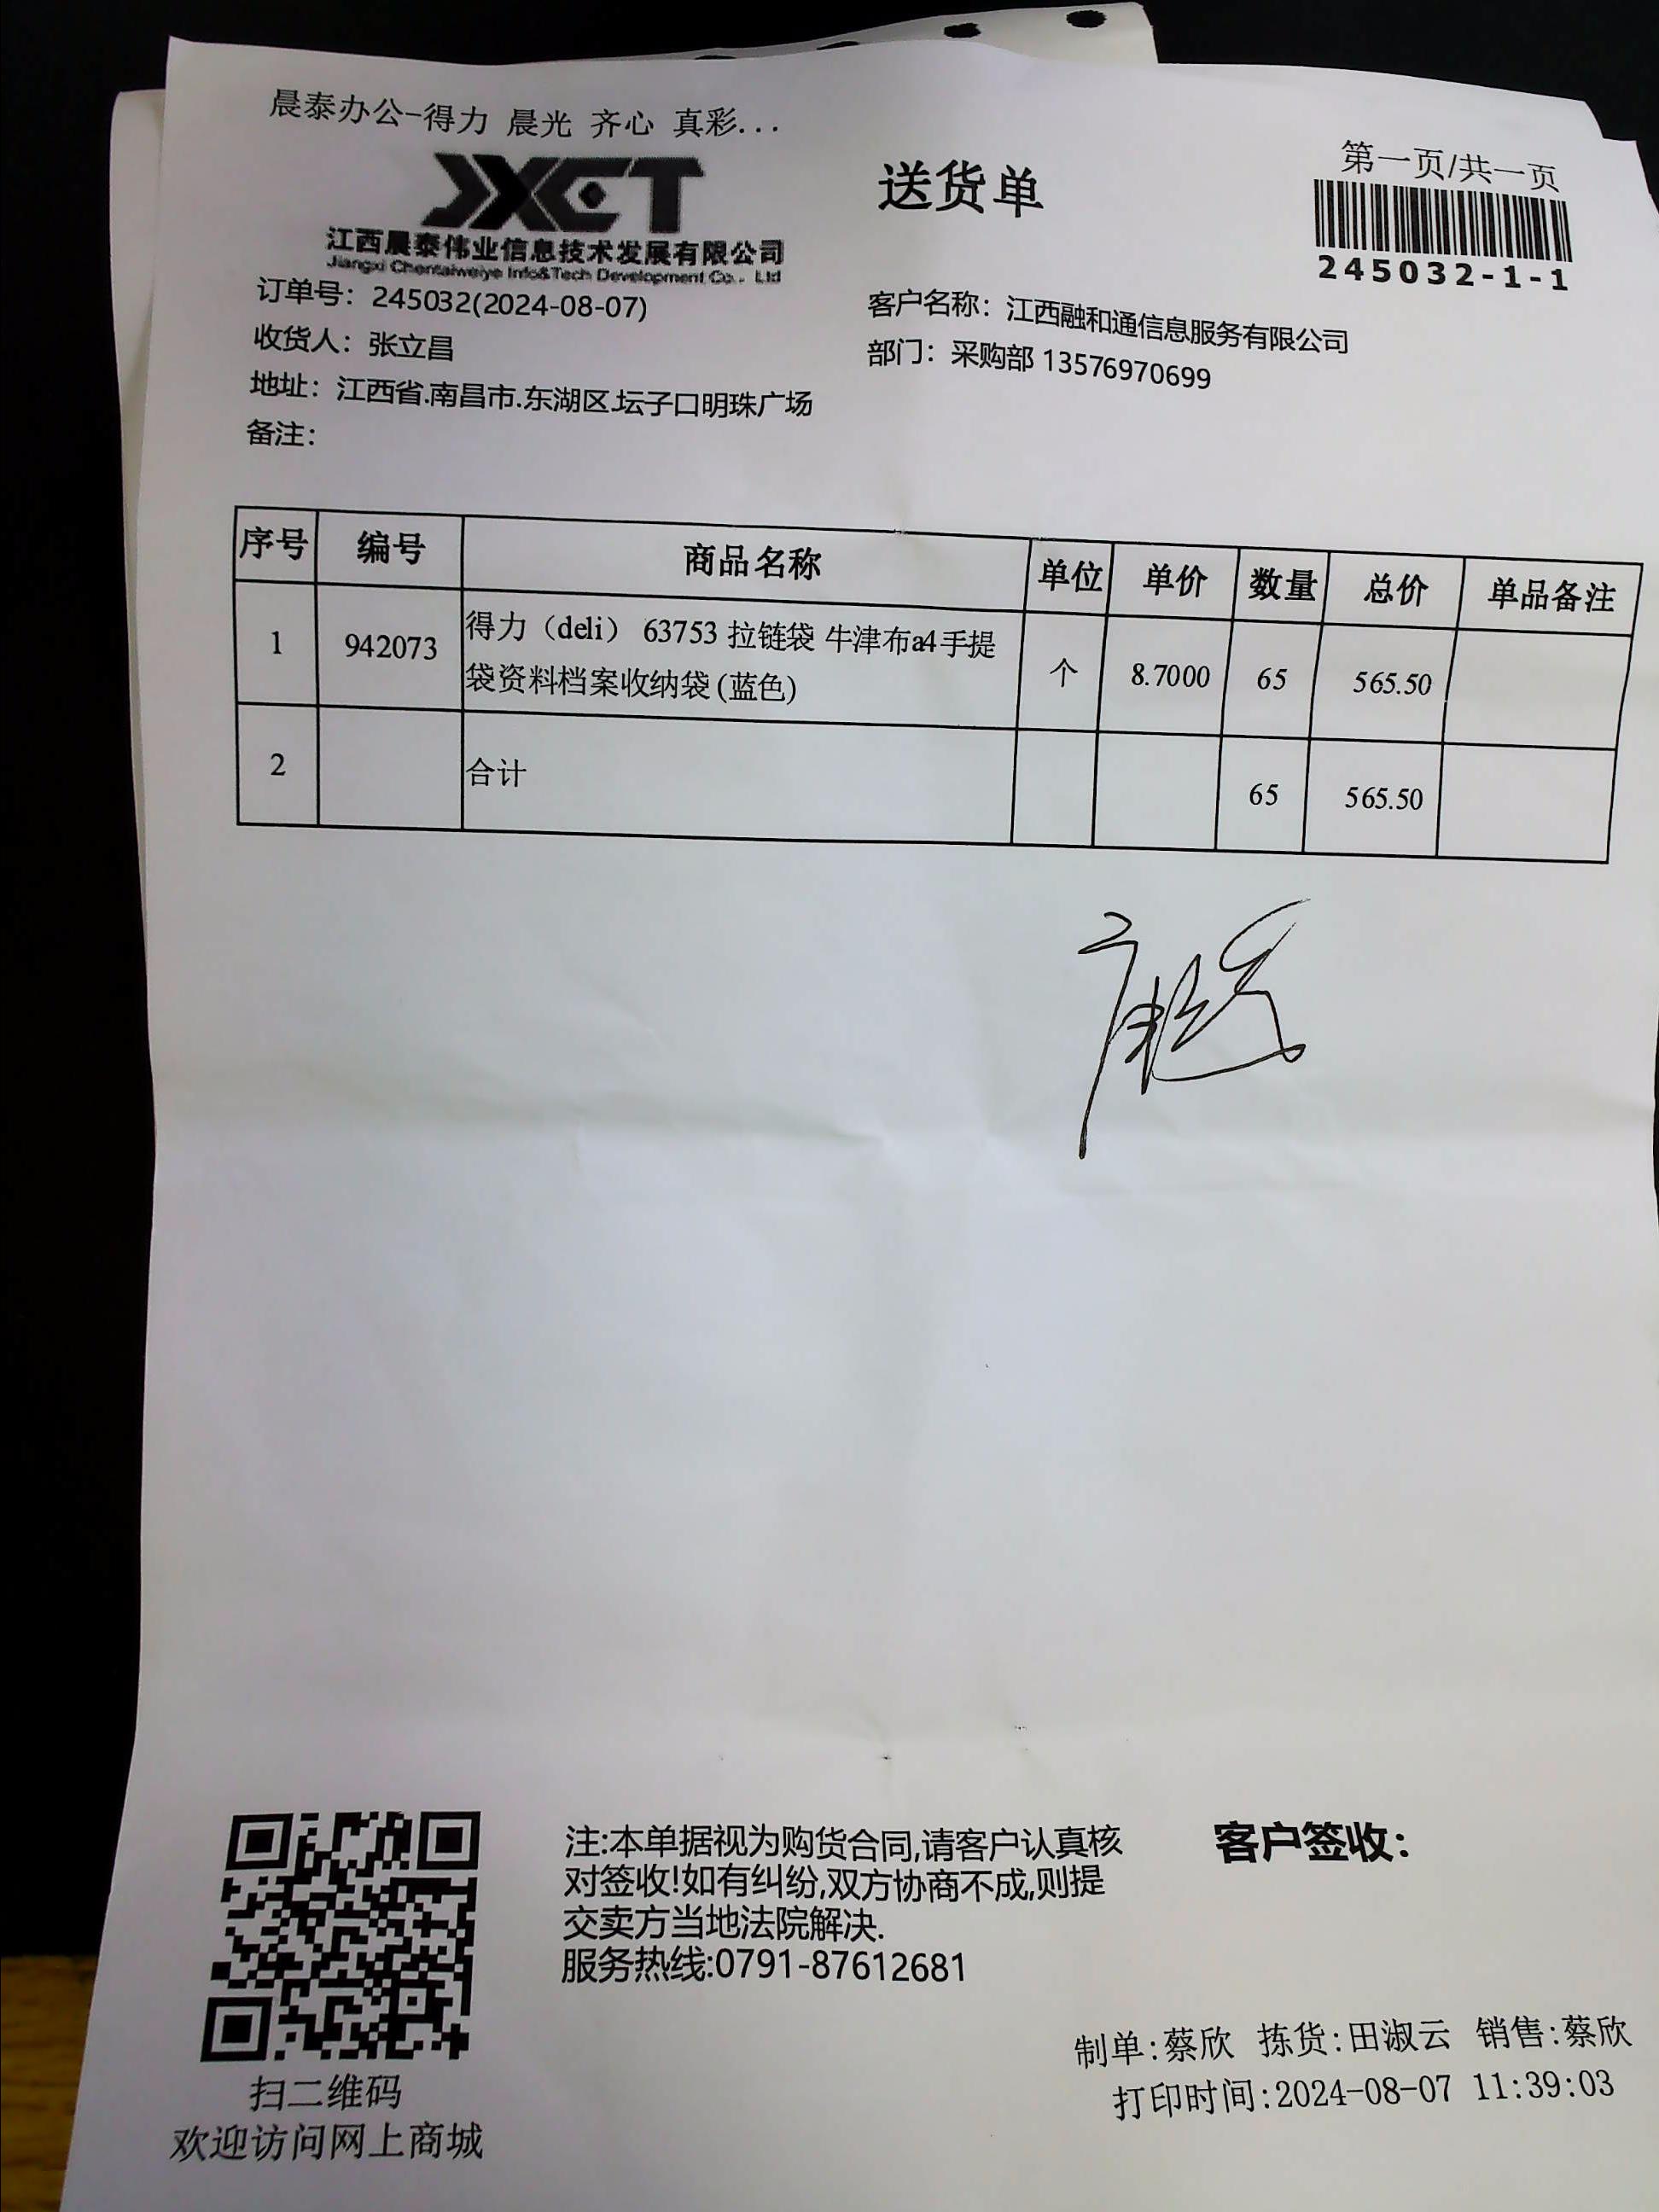 晨泰办公-得力 晨光 齐心 真彩...
JXCT
江西晨泰伟业信息技术发展有限公司
Jiangxi Chentaiweiye Info&Tech Development Co., Ltd
送货单
第一页/共一页
245032-1-1
订单号: 245032(2024-08-07)
客户名称: 江西融和通信息服务有限公司
收货人: 张立昌
部门: 采购部 13576970699
地址: 江西省.南昌市.东湖区.坛子口明珠广场
备注:
序号 编号 商品名称 单位 单价 数量 总价 单品备注
1 942073 得力（deli） 63753 拉链袋 牛津布a4手提
袋资料档案收纳袋(蓝色) 个 8.7000 65 565.50
2 合计 65 565.50
注:本单据视为购货合同,请客户认真核
对签收!如有纠纷,双方协商不成,则提
交卖方当地法院解决.
服务热线:0791-87612681
客户签收:
扫二维码
欢迎访问网上商城
制单:蔡欣 拣货:田淑云 销售:蔡欣
打印时间:2024-08-07 11:39:03